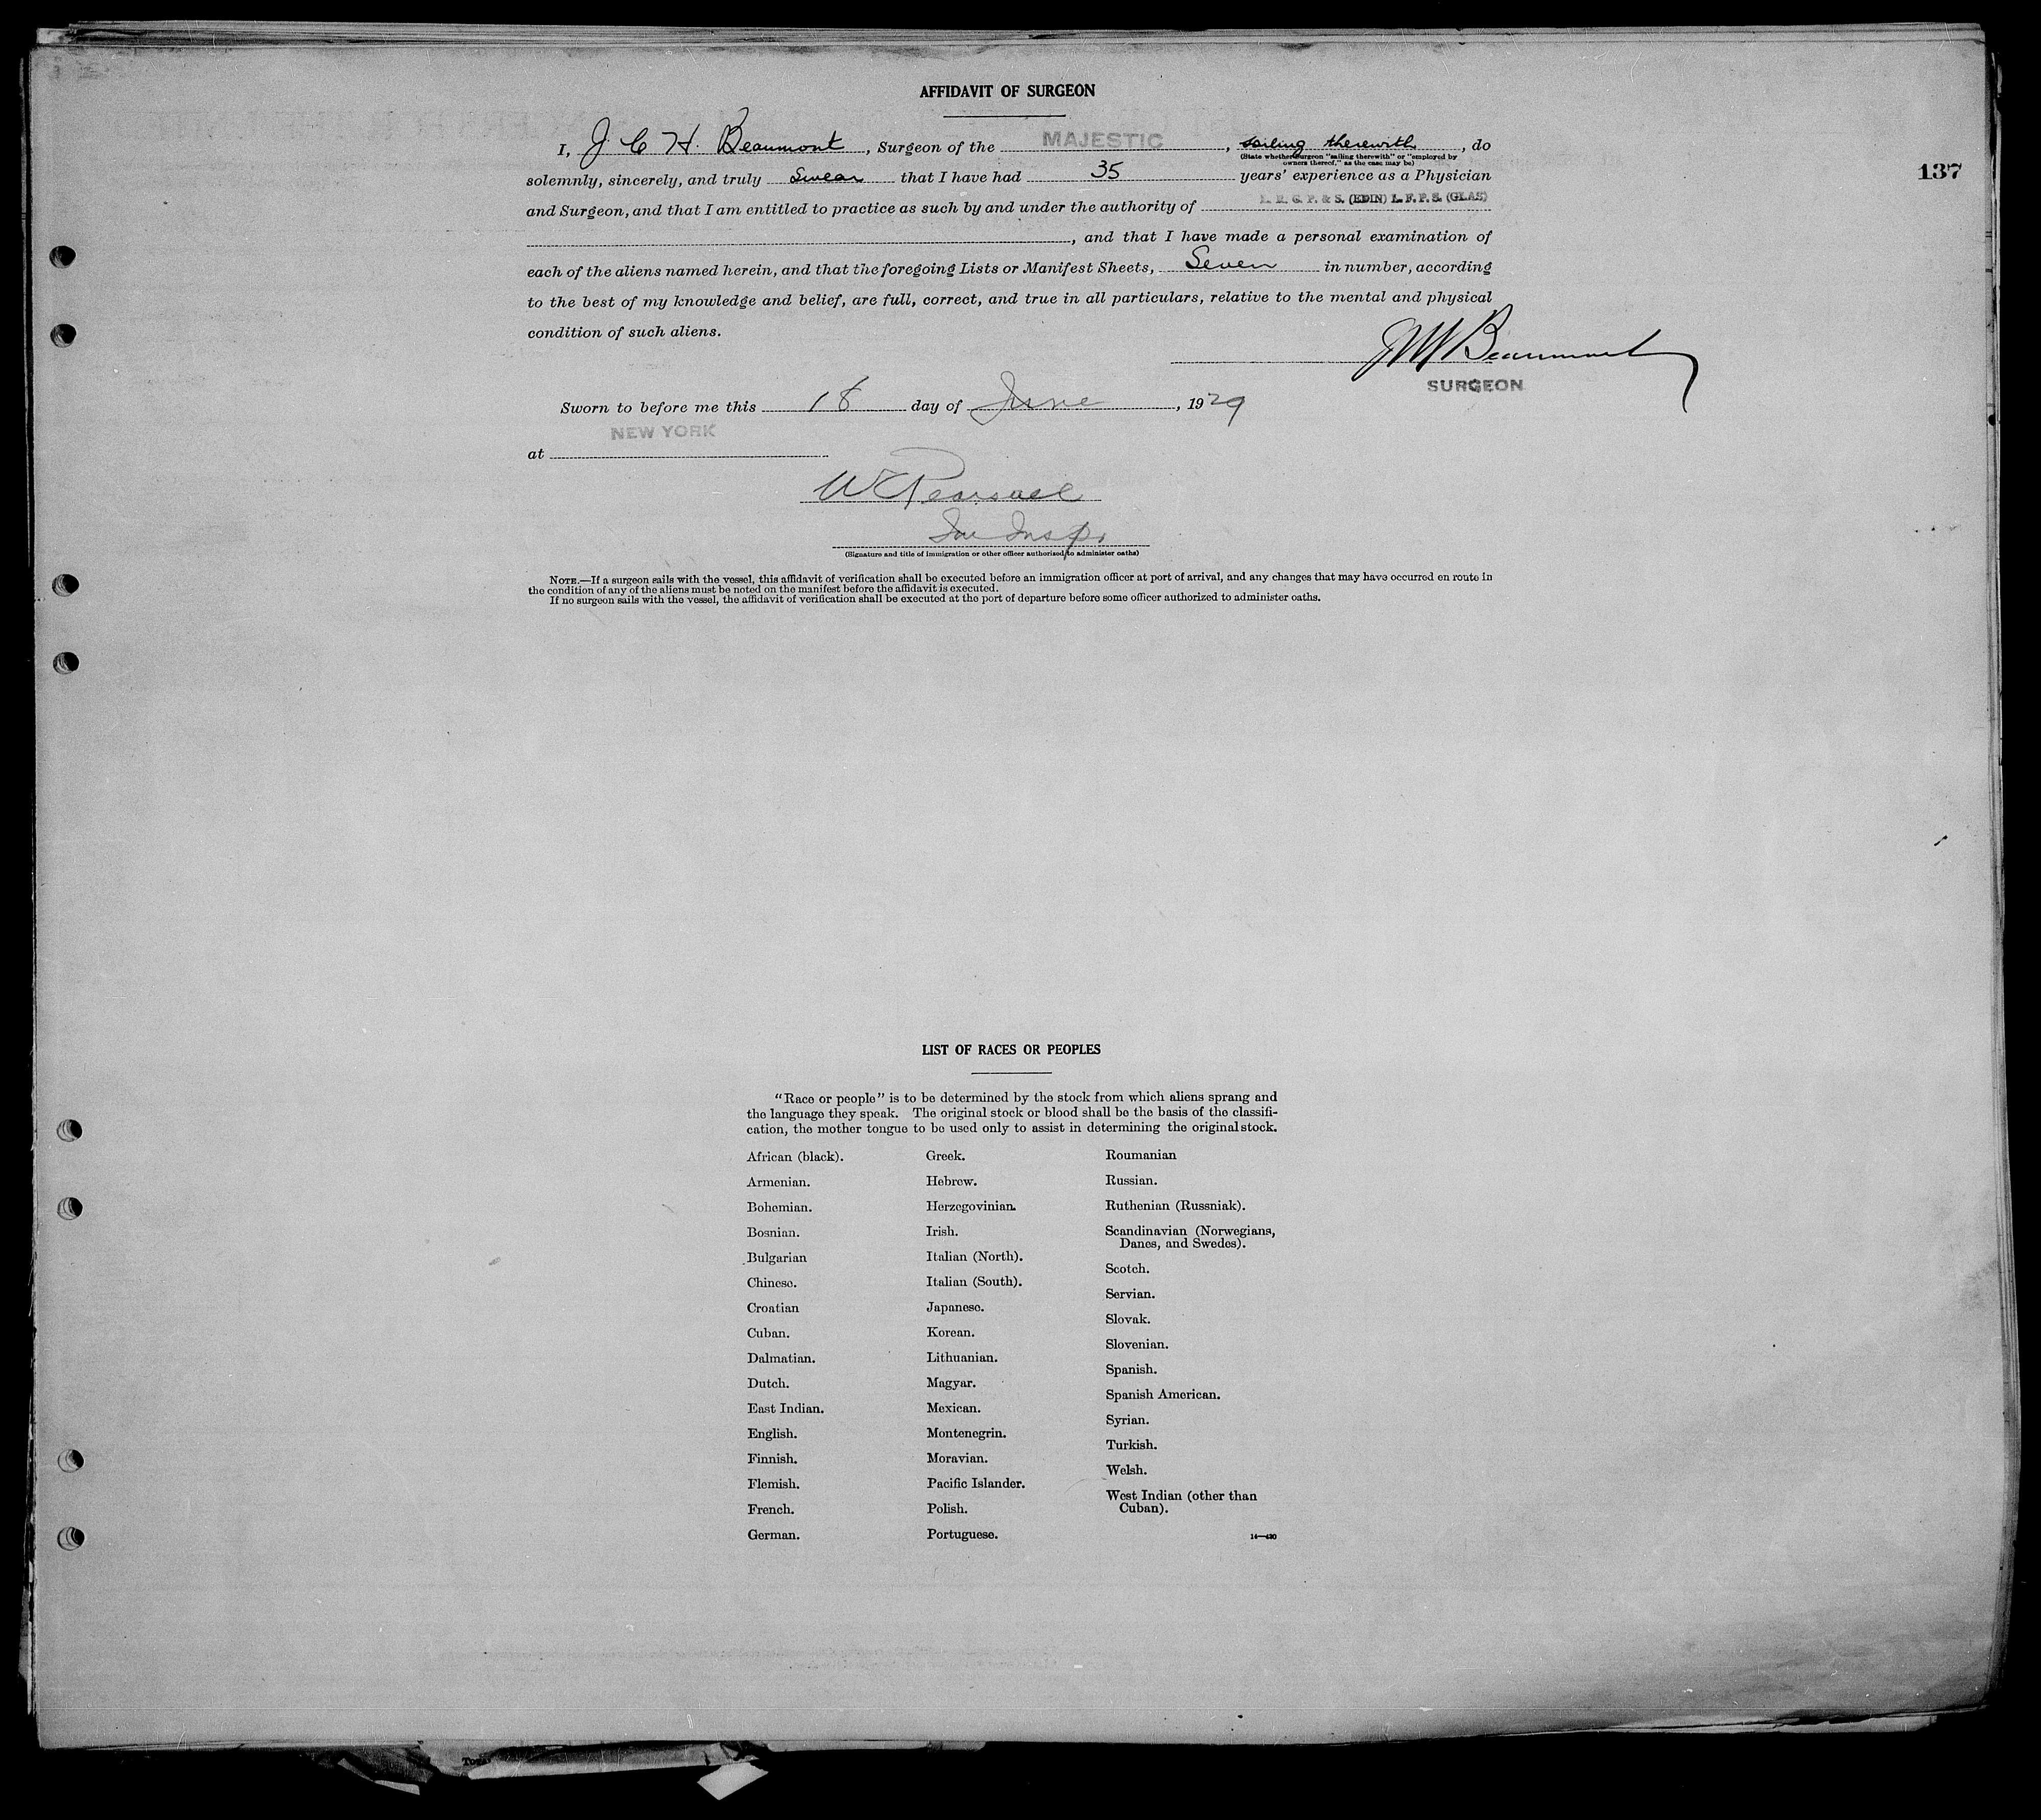 AFFIDAVIT OF SURGEON
I, J. C. H. Beaumont, Surgeon of the MAJESTIC, sailing therewith, do
(State whether surgeon "sailing therewith" or "employed by
owners thereof," as the case may be)
137
solemnly, sincerely, and truly Swear that I have had 35 years' experience as a Physician
and Surgeon, and that I am entitled to practice as such by and under the authority of L. R. C. P. & S. (EDIN) L. F. P. S. (GLAS)
, and that I have made a personal examination of
each of the aliens named herein, and that the foregoing Lists or Manifest Sheets, Seven in number, according
to the best of my knowledge and belief, are full, correct, and true in all particulars, relative to the mental and physical
condition of such aliens.
Beaumont
SURGEON
Sworn to before me this 18 day of June, 1929
at NEW YORK
W E Pearsall
Imm Inspr
(Signature and title of immigration or other officer authorized to administer oaths)
NOTE.—If a surgeon sails with the vessel, this affidavit of verification shall be executed before an immigration officer at port of arrival, and any changes that may have occurred en route in
the condition of any of the aliens must be noted on the manifest before the affidavit is executed.
If no surgeon sails with the vessel, the affidavit of verification shall be executed at the port of departure before some officer authorized to administer oaths.
LIST OF RACES OR PEOPLES
"Race or people" is to be determined by the stock from which aliens sprang and
the language they speak. The original stock or blood shall be the basis of the classifi-
cation, the mother tongue to be used only to assist in determining the original stock.
African (black).
Armenian.
Bohemian.
Bosnian.
Bulgarian
Chinese.
Croatian
Cuban.
Dalmatian.
Dutch.
East Indian.
English.
Finnish.
Flemish.
French.
German.
Greek.
Hebrew.
Herzegovinian.
Irish.
Italian (North).
Italian (South).
Japanese.
Korean.
Lithuanian.
Magyar.
Mexican.
Montenegrin.
Moravian.
Pacific Islander.
Polish.
Portuguese.
Roumanian
Russian.
Ruthenian (Russniak).
Scandinavian (Norwegians,
Danes, and Swedes).
Scotch.
Servian.
Slovak.
Slovenian.
Spanish.
Spanish American.
Syrian.
Turkish.
Welsh.
West Indian (other than
Cuban).
14—430